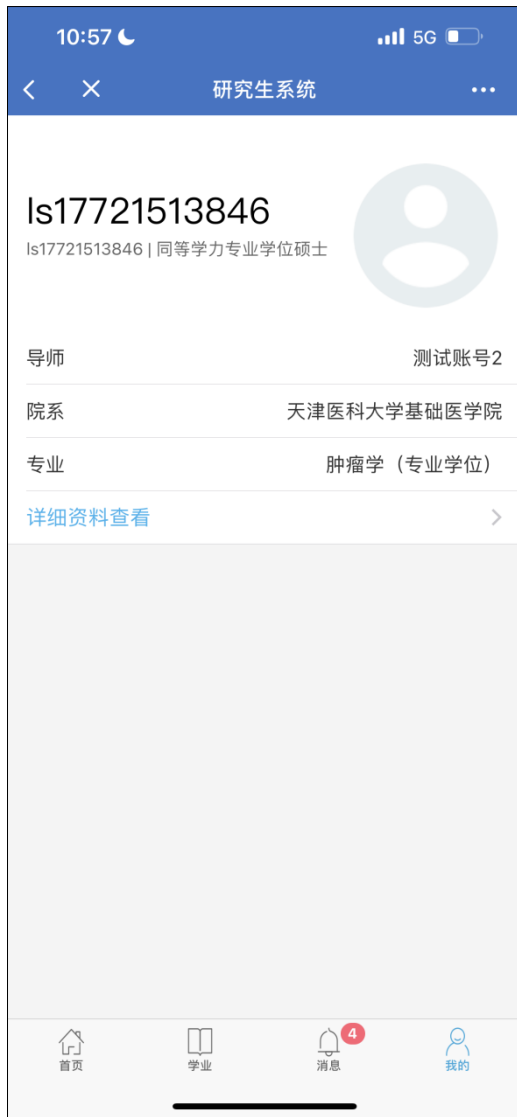 10:57
5G
研究生系统
ls17721513846
ls17721513846 | 同等学力专业学位硕士
导师 测试账号2
院系 天津医科大学基础医学院
专业 肿瘤学（专业学位）
详细资料查看
4
首页 学业 消息 我的